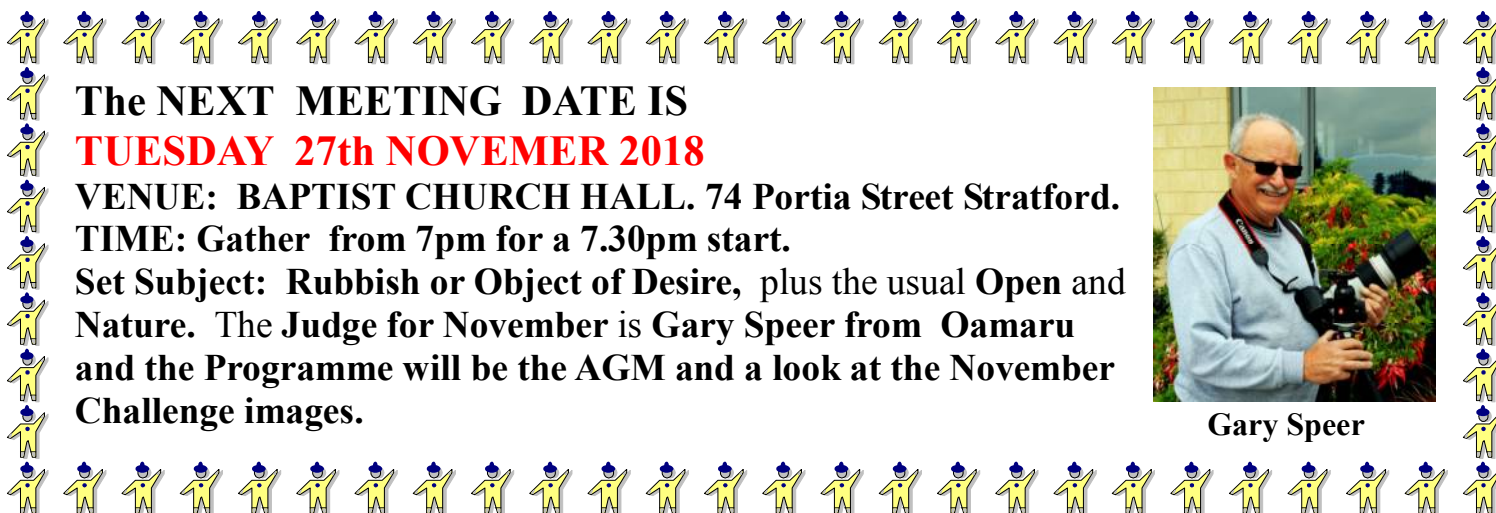 The NEXT MEETING DATE IS
TUESDAY 27th NOVEMER 2018
VENUE: BAPTIST CHURCH HALL. 74 Portia Street Stratford.
TIME: Gather from 7pm for a 7.30pm start.
Set Subject: Rubbish or Object of Desire, plus the usual Open and
Nature. The Judge for November is Gary Speer from Oamaru
and the Programme will be the AGM and a look at the November
Challenge images.
Canon
Gary Speer